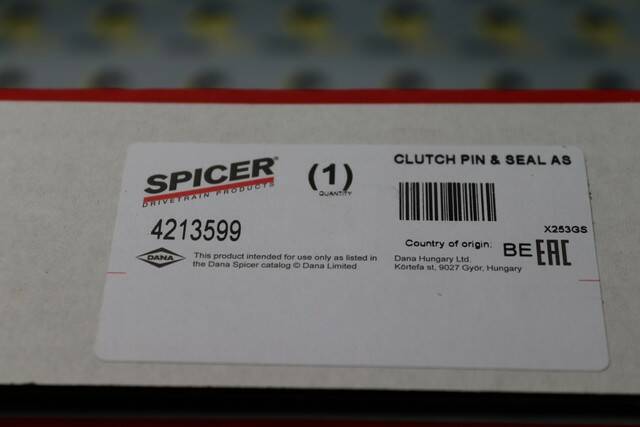 SPICER®
DRIVETRAIN PRODUCTS
(1)
QUANTITY
CLUTCH PIN & SEAL AS
4213599
X253GS
Country of origin: BE EAC
DANA
This product intended for use only as listed in
the Dana Spicer catalog © Dana Limited
Dana Hungary Ltd.
Körtefa st, 9027 Győr, Hungary